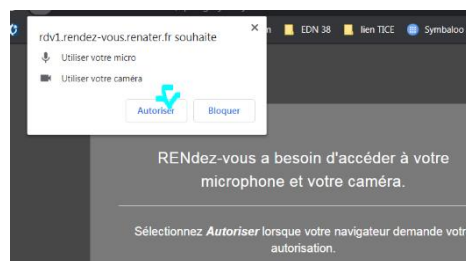 n EDN 38 lien TICE Symbaloo
rdv1.rendez-vous.renater.fr souhaite
Utiliser votre micro
Utiliser votre caméra
Autoriser Bloquer
RENdez-vous a besoin d'accéder à votre
microphone et votre caméra.
Sélectionnez Autoriser lorsque votre navigateur demande votr
autorisation.